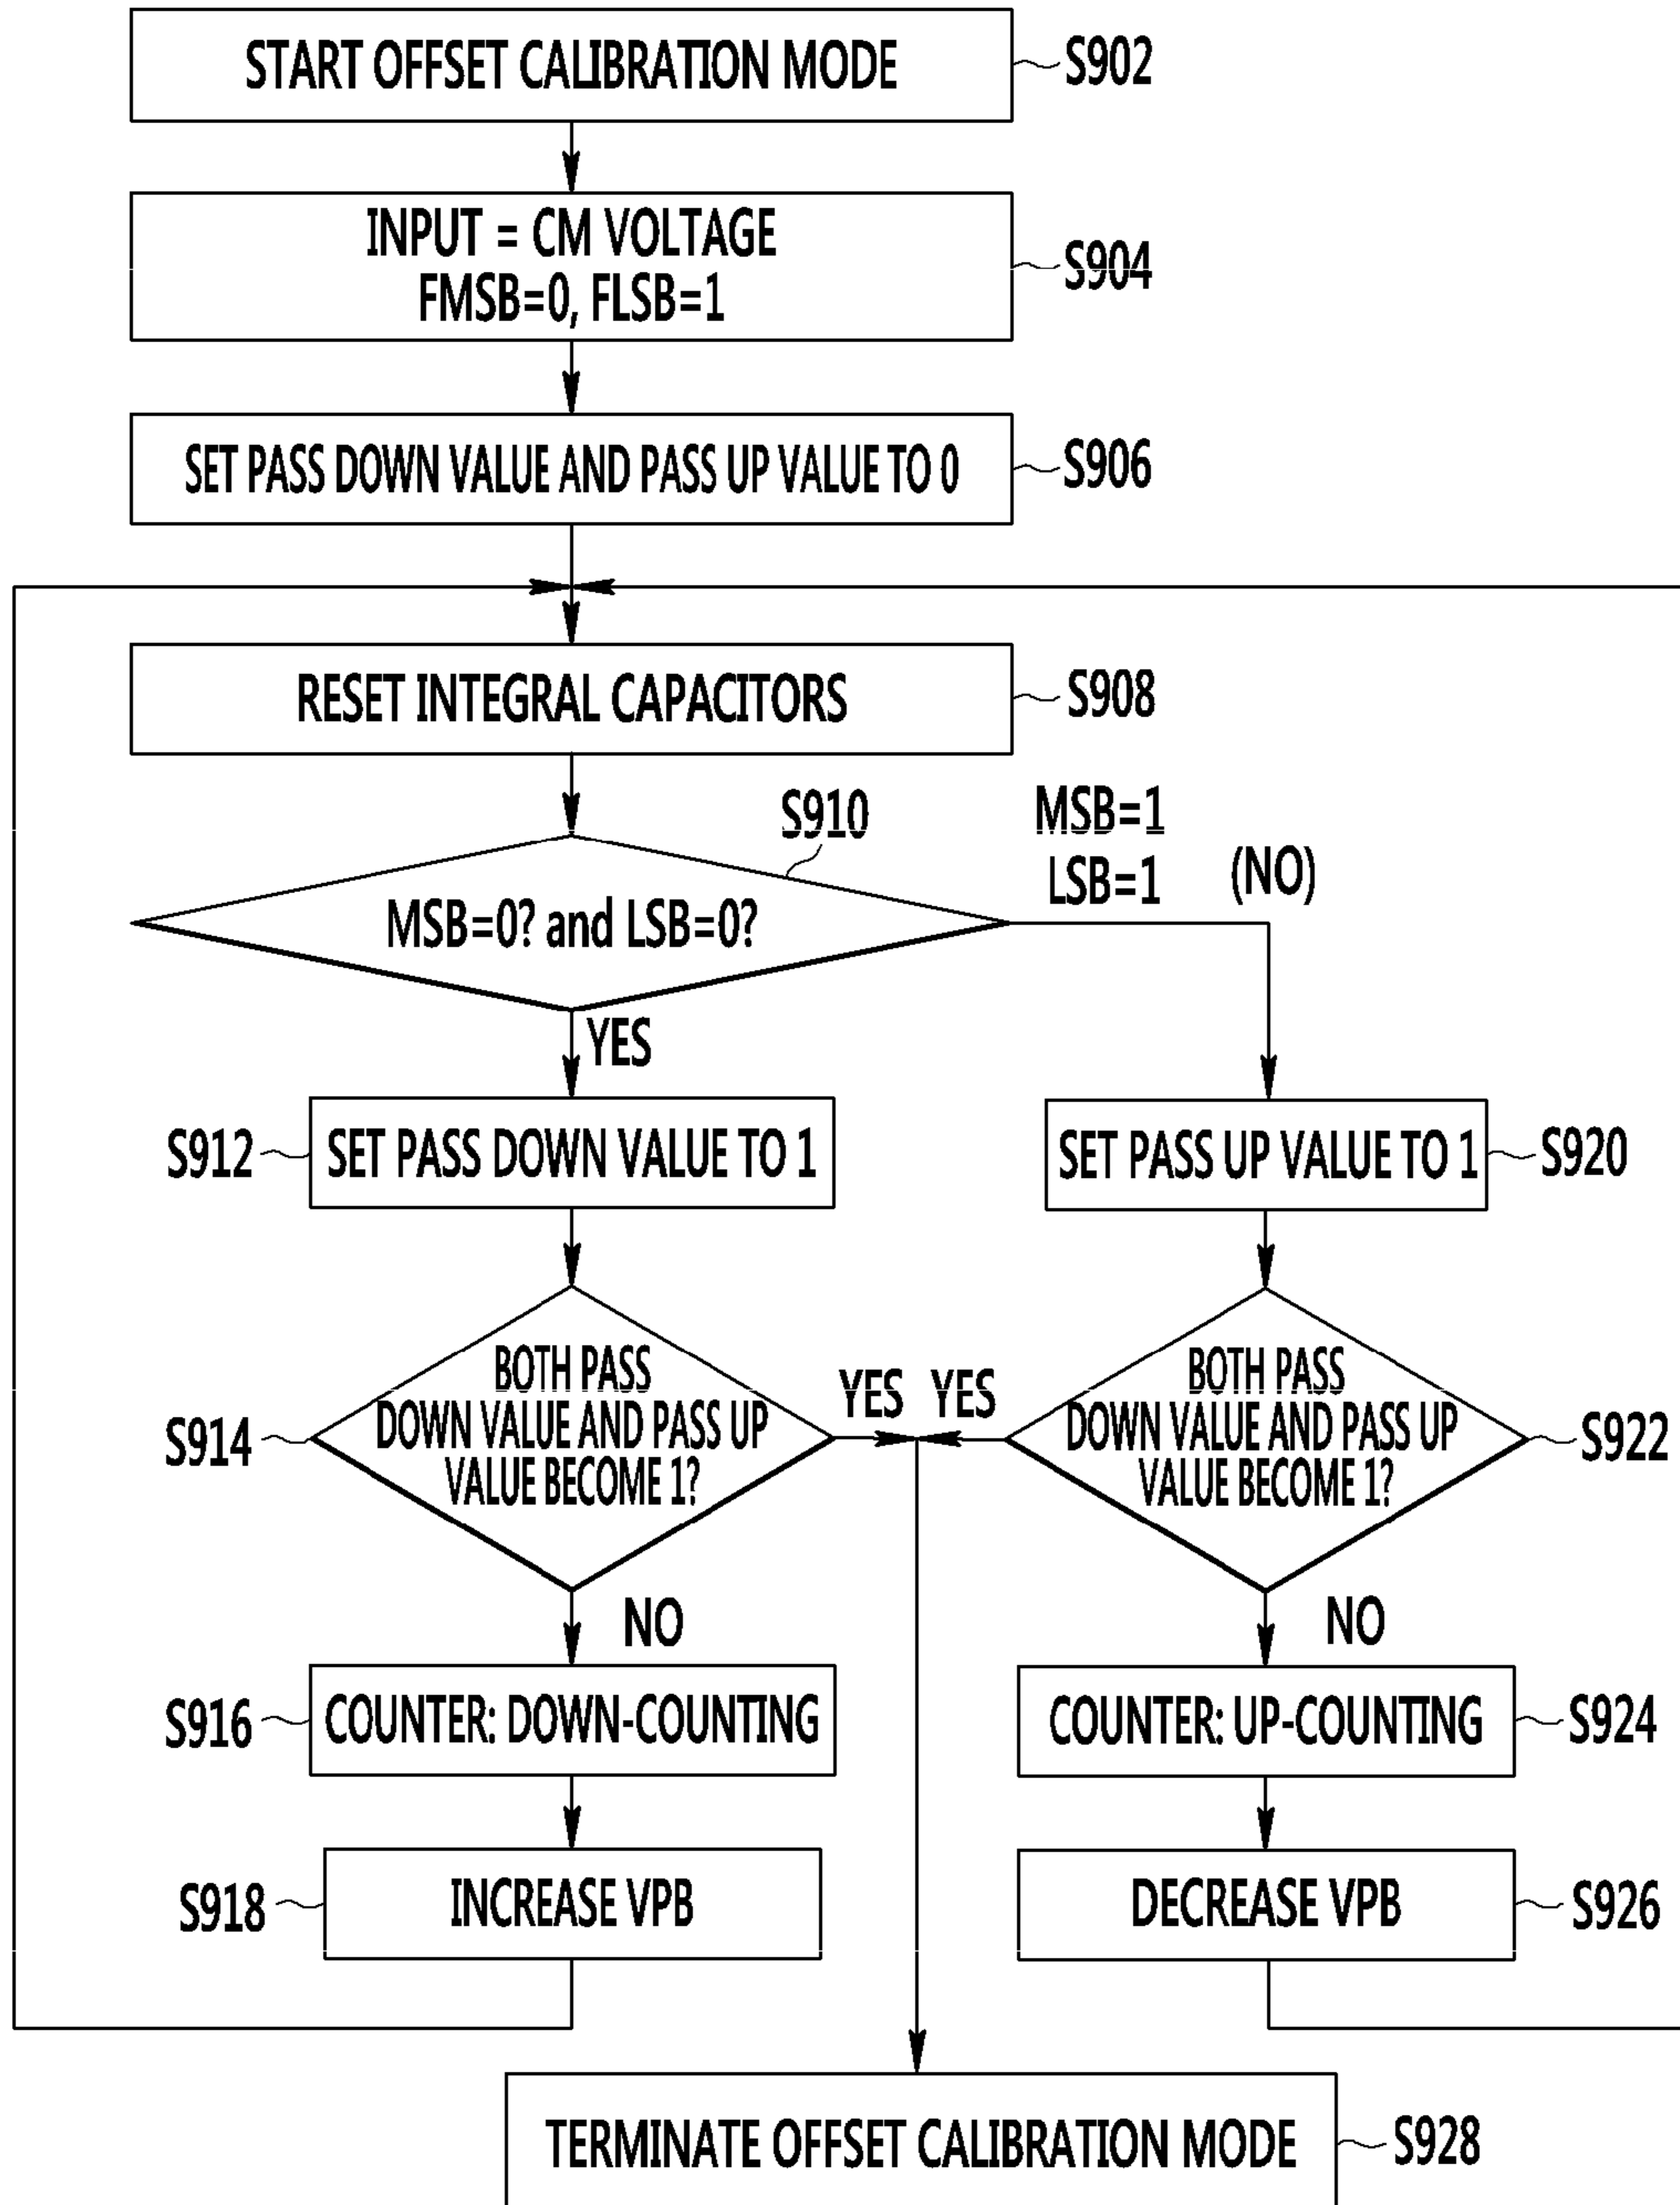 START OFFSET CALIBRATION MODE
S902
INPUT = CM VOLTAGE
FMSB=0, FLSB=1
S904
SET PASS DOWN VALUE AND PASS UP VALUE TO 0
S906
RESET INTEGRAL CAPACITORS
S908
S910
MSB=0? and LSB=0?
MSB=1
LSB=1
(NO)
YES
S912
SET PASS DOWN VALUE TO 1
SET PASS UP VALUE TO 1
S920
S914
BOTH PASS
DOWN VALUE AND PASS UP
VALUE BECOME 1?
YES
YES
BOTH PASS
DOWN VALUE AND PASS UP
VALUE BECOME 1?
S922
NO
NO
S916
COUNTER: DOWN-COUNTING
COUNTER: UP-COUNTING
S924
S918
INCREASE VPB
DECREASE VPB
S926
TERMINATE OFFSET CALIBRATION MODE
S928